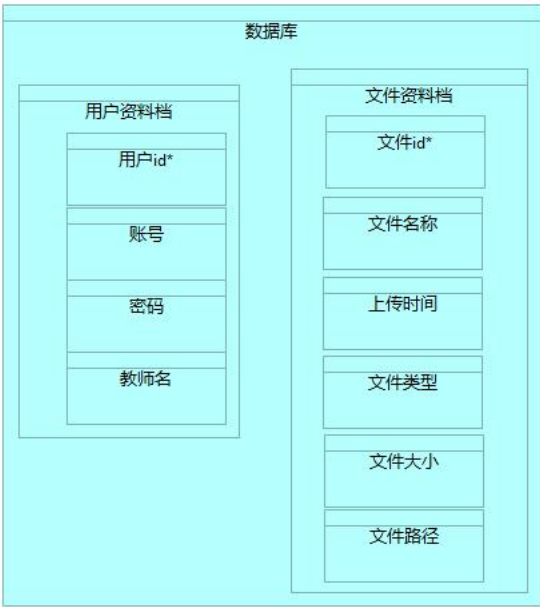 数据库
用户资料档
用户id*
账号
密码
教师名
文件资料档
文件id*
文件名称
上传时间
文件类型
文件大小
文件路径